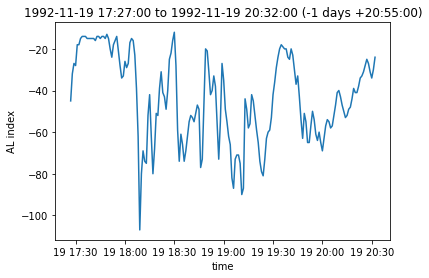 1992-11-19 17:27:00 to 1992-11-19 20:32:00 (-1 days +20:55:00)
−20
−40
−60
−80
−100
AL index
19 17:30 19 18:00 19 18:30 19 19:00 19 19:30 19 20:00 19 20:30
time